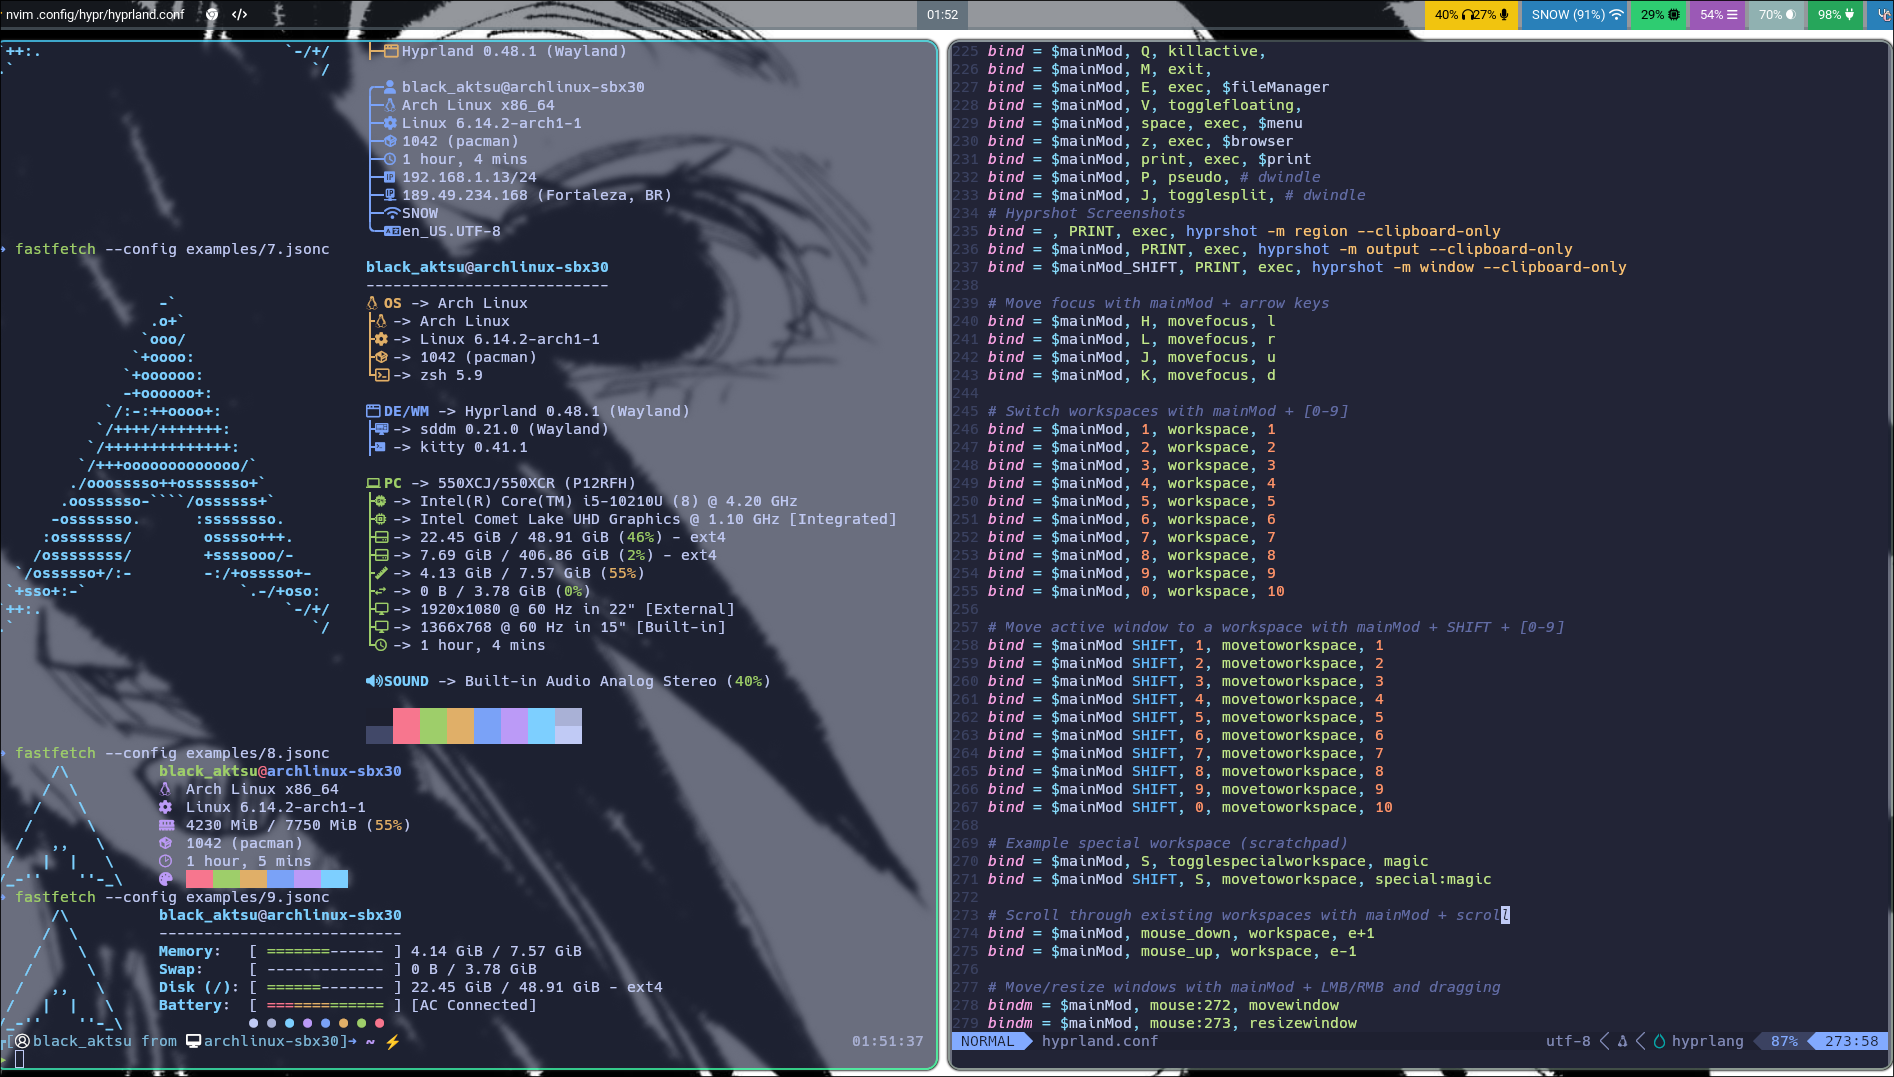 nvim .config/hypr/hyprland.conf
01:52
40% 27%
SNOW (91%)
29%
54%
70%
98%
++:. `-/+/
.` `/
Hyprland 0.48.1 (Wayland)
black_aktsu@archlinux-sbx30
Arch Linux x86_64
Linux 6.14.2-arch1-1
1042 (pacman)
1 hour, 4 mins
192.168.1.13/24
189.49.234.168 (Fortaleza, BR)
SNOW
en_US.UTF-8
fastfetch --config examples/7.jsonc
-`
.o+`
`ooo/
`+oooo:
`+oooooo:
-+oooooo+:
`/:-:++oooo+:
`/++++/+++++++:
`/++++++++++++++:
`/+++ooooooooooooo/`
./ooosssso++osssssso+`
.oossssso-````/ossssss+`
-osssssso. :ssssssso.
:osssssss/ osssso+++.
/ossssssss/ +ssssooo/-
`/ossssso+/:- -:/+osssso+-
`+sso+:-` `.-/+oso:
`++:. `-/+/
.` `/
black_aktsu@archlinux-sbx30
---------------------------
OS -> Arch Linux
-> Arch Linux
-> Linux 6.14.2-arch1-1
-> 1042 (pacman)
-> zsh 5.9
DE/WM -> Hyprland 0.48.1 (Wayland)
-> sddm 0.21.0 (Wayland)
-> kitty 0.41.1
PC -> 550XCJ/550XCR (P12RFH)
-> Intel(R) Core(TM) i5-10210U (8) @ 4.20 GHz
-> Intel Comet Lake UHD Graphics @ 1.10 GHz [Integrated]
-> 22.45 GiB / 48.91 GiB (46%) - ext4
-> 7.69 GiB / 406.86 GiB (2%) - ext4
-> 4.13 GiB / 7.57 GiB (55%)
-> 0 B / 3.78 GiB (0%)
-> 1920x1080 @ 60 Hz in 22" [External]
-> 1366x768 @ 60 Hz in 15" [Built-in]
-> 1 hour, 4 mins
SOUND -> Built-in Audio Analog Stereo (40%)
fastfetch --config examples/8.jsonc
/\ black_aktsu@archlinux-sbx30
/ \ Arch Linux x86_64
/ \ Linux 6.14.2-arch1-1
/ \ 4230 MiB / 7750 MiB (55%)
/ ,, \ 1042 (pacman)
/ | | \ 1 hour, 5 mins
/_-'' ''-_\
fastfetch --config examples/9.jsonc
/\ black_aktsu@archlinux-sbx30
/ \ ---------------------------
/ \ Memory: [ =======------ ] 4.14 GiB / 7.57 GiB
/ \ Swap: [ ------------- ] 0 B / 3.78 GiB
/ ,, \ Disk (/): [ ======------- ] 22.45 GiB / 48.91 GiB - ext4
/ | | \ Battery: [ ============= ] [AC Connected]
/_-'' ''-_\
[black_aktsu from archlinux-sbx30]→ ~ ⚡ 01:51:37
225 bind = $mainMod, Q, killactive,
226 bind = $mainMod, M, exit,
227 bind = $mainMod, E, exec, $fileManager
228 bind = $mainMod, V, togglefloating,
229 bind = $mainMod, space, exec, $menu
230 bind = $mainMod, z, exec, $browser
231 bind = $mainMod, print, exec, $print
232 bind = $mainMod, P, pseudo, # dwindle
233 bind = $mainMod, J, togglesplit, # dwindle
234 # Hyprshot Screenshots
235 bind = , PRINT, exec, hyprshot -m region --clipboard-only
236 bind = $mainMod, PRINT, exec, hyprshot -m output --clipboard-only
237 bind = $mainMod_SHIFT, PRINT, exec, hyprshot -m window --clipboard-only
238
239 # Move focus with mainMod + arrow keys
240 bind = $mainMod, H, movefocus, l
241 bind = $mainMod, L, movefocus, r
242 bind = $mainMod, J, movefocus, u
243 bind = $mainMod, K, movefocus, d
244
245 # Switch workspaces with mainMod + [0-9]
246 bind = $mainMod, 1, workspace, 1
247 bind = $mainMod, 2, workspace, 2
248 bind = $mainMod, 3, workspace, 3
249 bind = $mainMod, 4, workspace, 4
250 bind = $mainMod, 5, workspace, 5
251 bind = $mainMod, 6, workspace, 6
252 bind = $mainMod, 7, workspace, 7
253 bind = $mainMod, 8, workspace, 8
254 bind = $mainMod, 9, workspace, 9
255 bind = $mainMod, 0, workspace, 10
256
257 # Move active window to a workspace with mainMod + SHIFT + [0-9]
258 bind = $mainMod SHIFT, 1, movetoworkspace, 1
259 bind = $mainMod SHIFT, 2, movetoworkspace, 2
260 bind = $mainMod SHIFT, 3, movetoworkspace, 3
261 bind = $mainMod SHIFT, 4, movetoworkspace, 4
262 bind = $mainMod SHIFT, 5, movetoworkspace, 5
263 bind = $mainMod SHIFT, 6, movetoworkspace, 6
264 bind = $mainMod SHIFT, 7, movetoworkspace, 7
265 bind = $mainMod SHIFT, 8, movetoworkspace, 8
266 bind = $mainMod SHIFT, 9, movetoworkspace, 9
267 bind = $mainMod SHIFT, 0, movetoworkspace, 10
268
269 # Example special workspace (scratchpad)
270 bind = $mainMod, S, togglespecialworkspace, magic
271 bind = $mainMod SHIFT, S, movetoworkspace, special:magic
272
273 # Scroll through existing workspaces with mainMod + scroll
274 bind = $mainMod, mouse_down, workspace, e+1
275 bind = $mainMod, mouse_up, workspace, e-1
276
277 # Move/resize windows with mainMod + LMB/RMB and dragging
278 bindm = $mainMod, mouse:272, movewindow
279 bindm = $mainMod, mouse:273, resizewindow
NORMAL hyprland.conf utf-8 hyprlang 87% 273:58